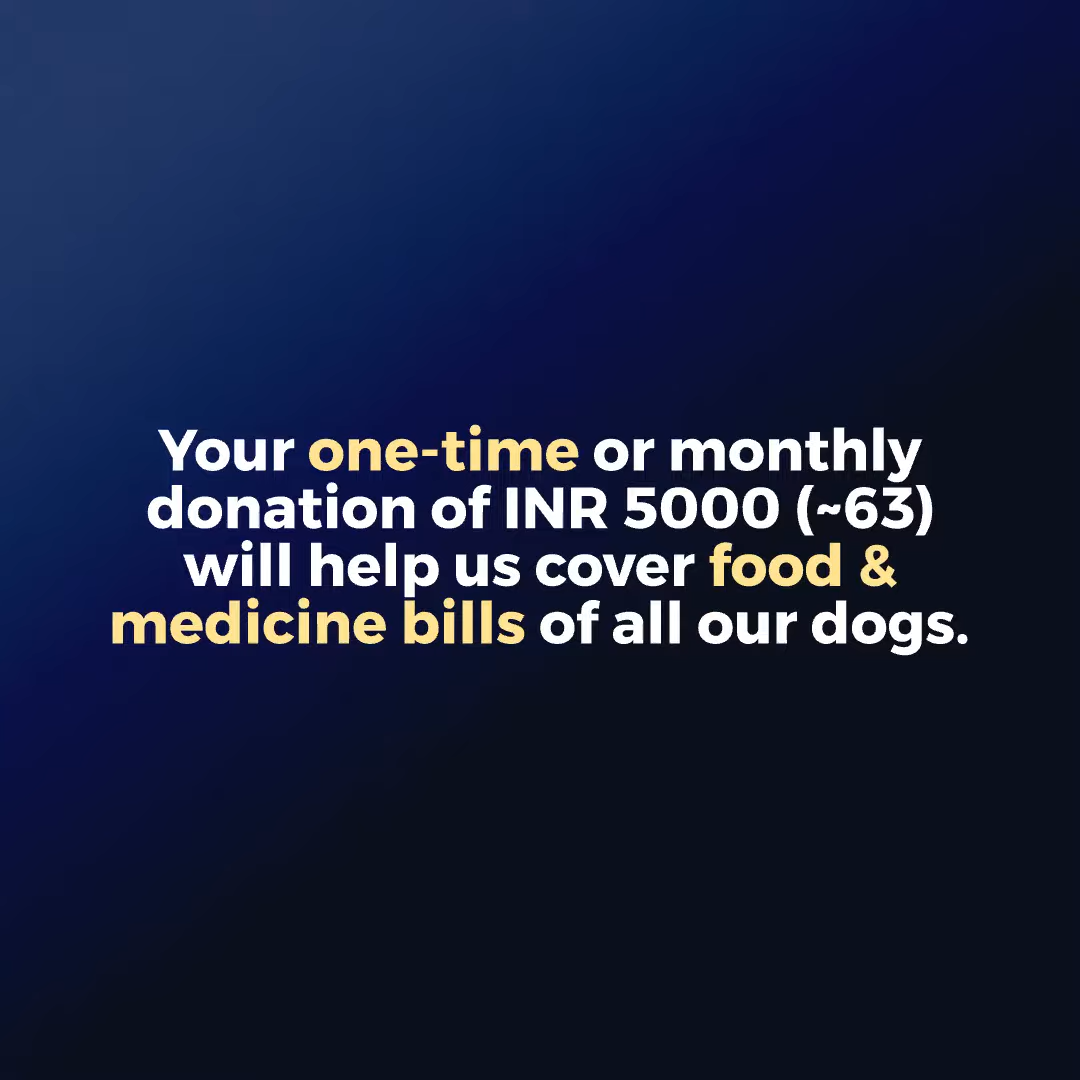 Your one-time or monthly
donation of INR 5000 (~63)
will help us cover food &
medicine bills of all our dogs.